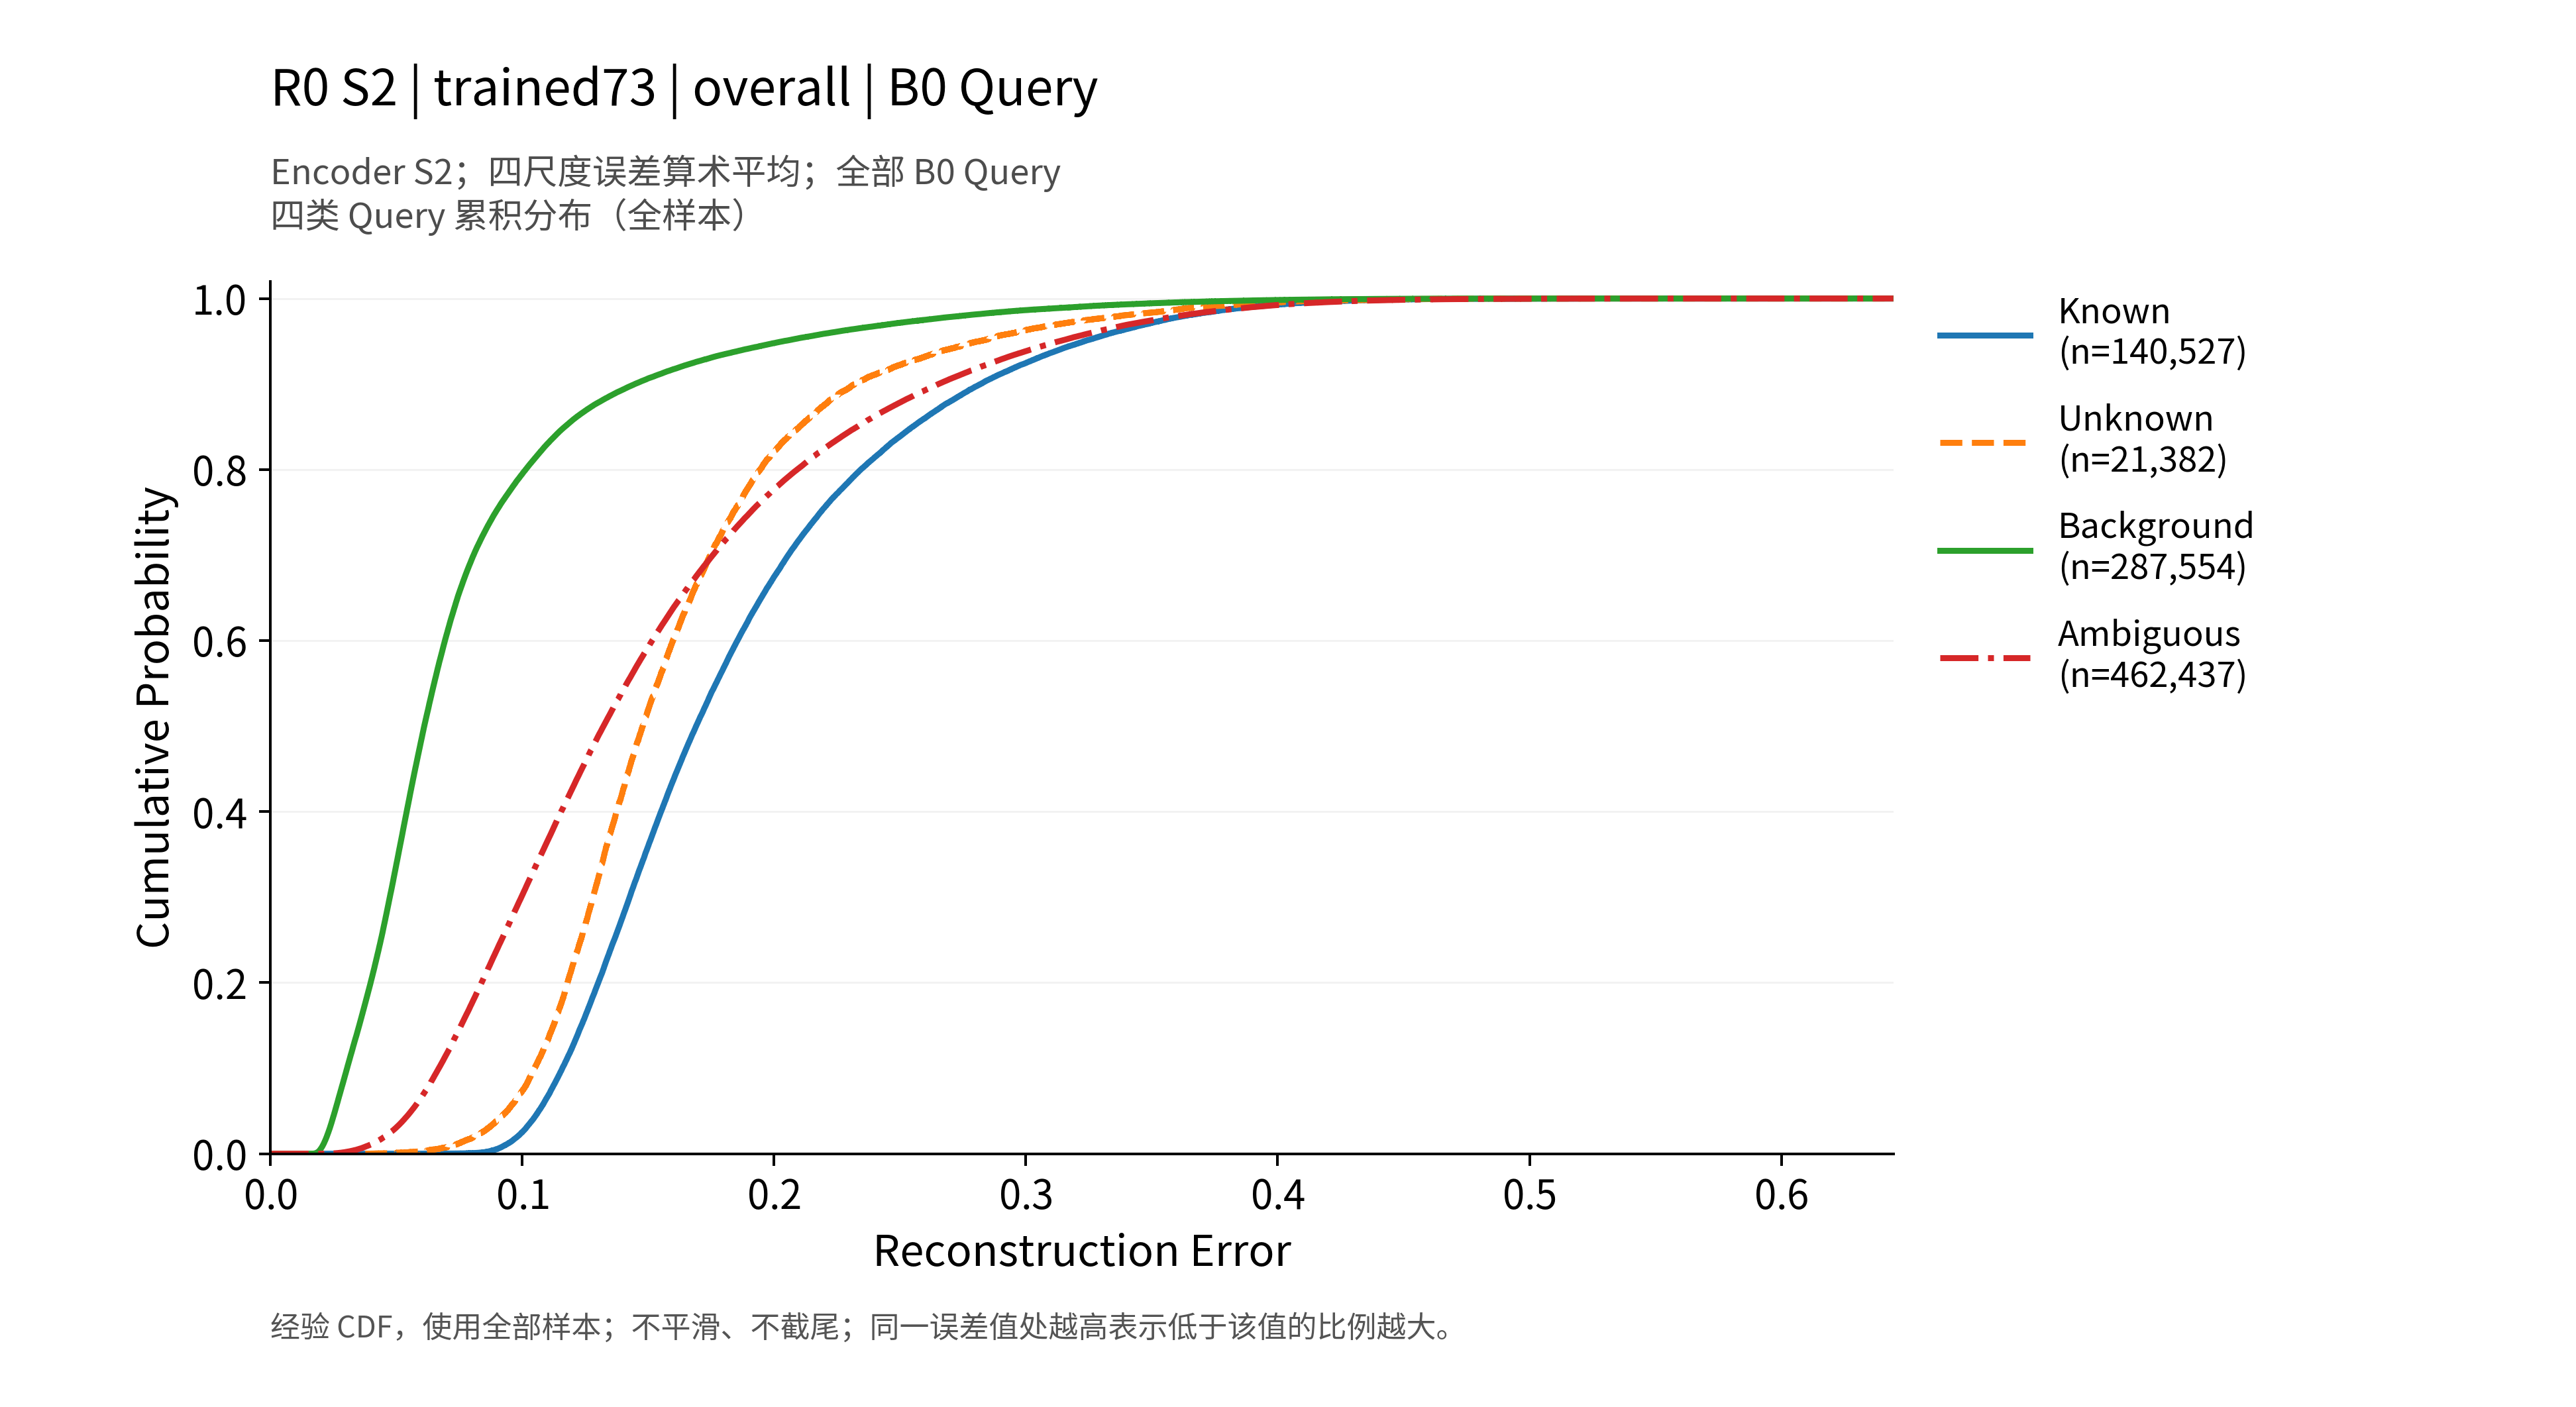 R0 S2 | trained73 | overall | B0 Query
Encoder S2；四尺度误差算术平均；全部 B0 Query
四类 Query 累积分布（全样本）
Cumulative Probability
1.0
0.8
0.6
0.4
0.2
0.0
0.0
0.1
0.2
0.3
0.4
0.5
0.6
Reconstruction Error
Known
(n=140,527)
Unknown
(n=21,382)
Background
(n=287,554)
Ambiguous
(n=462,437)
经验 CDF，使用全部样本；不平滑、不截尾；同一误差值处越高表示低于该值的比例越大。